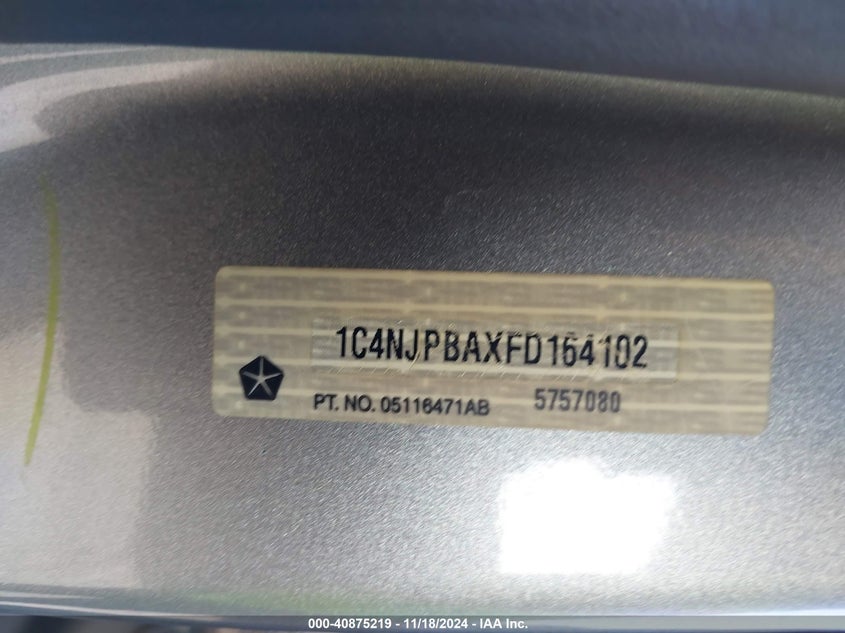 1C4NJPBAXFD164102
PT. NO. 05116471AB 5757080
000-40875219 - 11/18/2024 - IAA Inc.